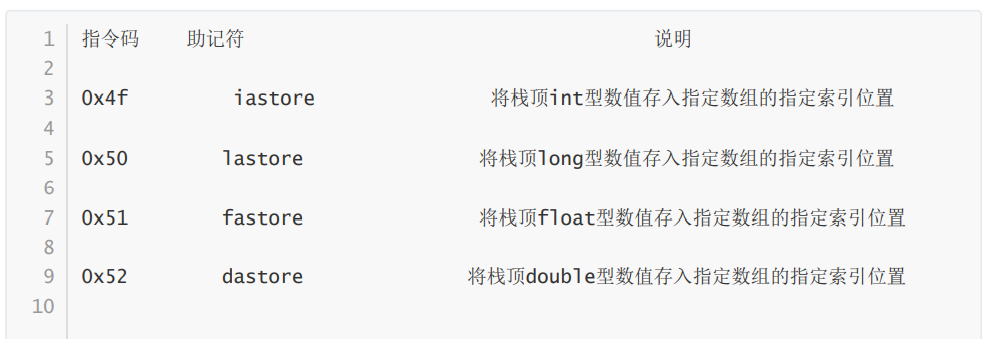 1 指令码 助记符 说明
2
3 0x4f iastore 将栈顶int型数值存入指定数组的指定索引位置
4
5 0x50 lastore 将栈顶long型数值存入指定数组的指定索引位置
6
7 0x51 fastore 将栈顶float型数值存入指定数组的指定索引位置
8
9 0x52 dastore 将栈顶double型数值存入指定数组的指定索引位置
10